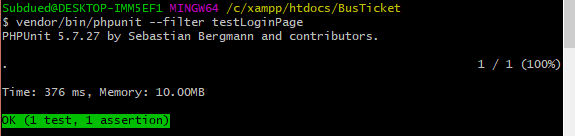 Subdued@DESKTOP-IMM5EF1 MINGW64 /c/xampp/htdocs/BusTicket
$ vendor/bin/phpunit --filter testLoginPage
PHPUnit 5.7.27 by Sebastian Bergmann and contributors.
. 1 / 1 (100%)
Time: 376 ms, Memory: 10.00MB
OK (1 test, 1 assertion)